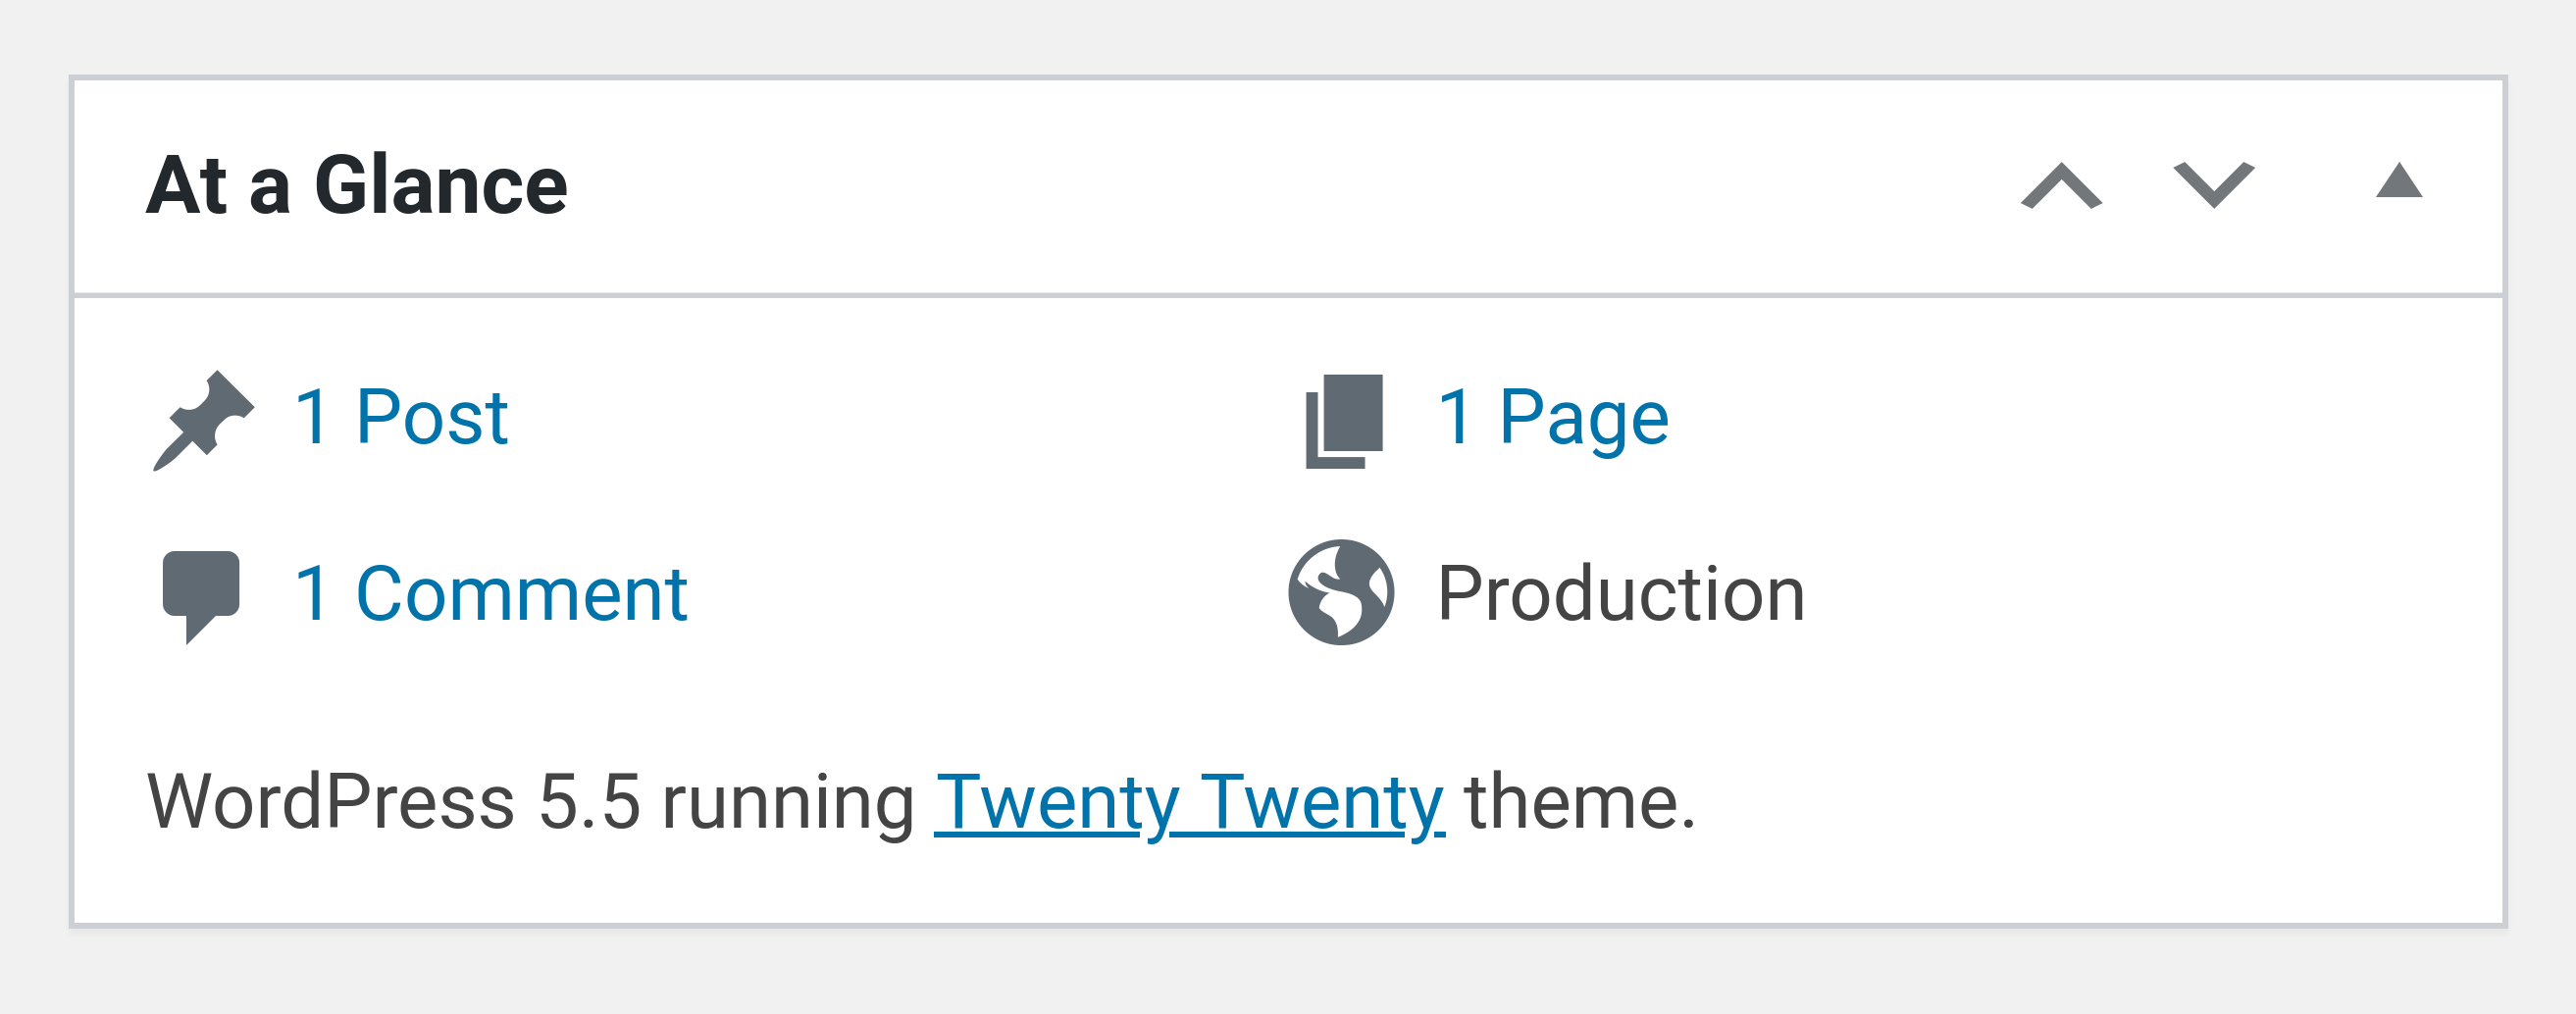 At a Glance
1 Post
1 Page
1 Comment
Production
WordPress 5.5 running Twenty Twenty theme.